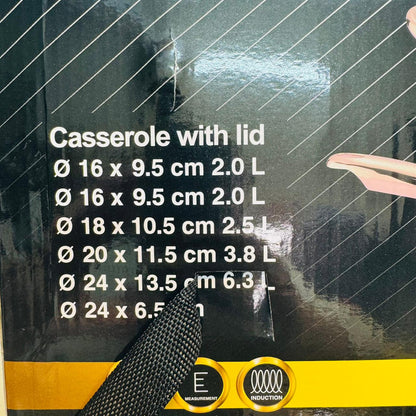 Casserole with lid
Ø 16 x 9.5 cm 2.0 L
Ø 16 x 9.5 cm 2.0 L
Ø 18 x 10.5 cm 2.5 L
Ø 20 x 11.5 cm 3.8 L
Ø 24 x 13.5 cm 6.3 L
Ø 24 x 6.5
E
MEASUREMENT
INDUCTION